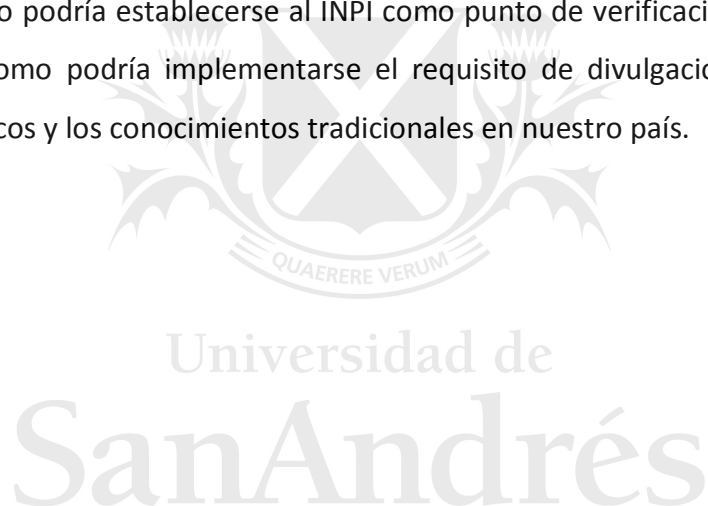 o podría establecerse al INPI como punto de verificaci
omo podría implementarse el requisito de divulgacio
cos y los conocimientos tradicionales en nuestro país.
QUAERERE VERUM
Universidad de
SanAndrés